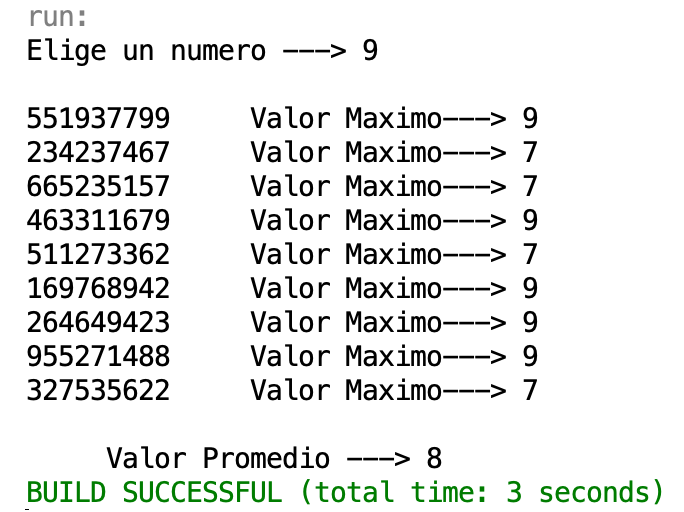 run:
Elige un numero ---> 9
551937799     Valor Maximo---> 9
234237467     Valor Maximo---> 7
665235157     Valor Maximo---> 7
463311679     Valor Maximo---> 9
511273362     Valor Maximo---> 7
169768942     Valor Maximo---> 9
264649423     Valor Maximo---> 9
955271488     Valor Maximo---> 9
327535622     Valor Maximo---> 7
     Valor Promedio ---> 8
BUILD SUCCESSFUL (total time: 3 seconds)